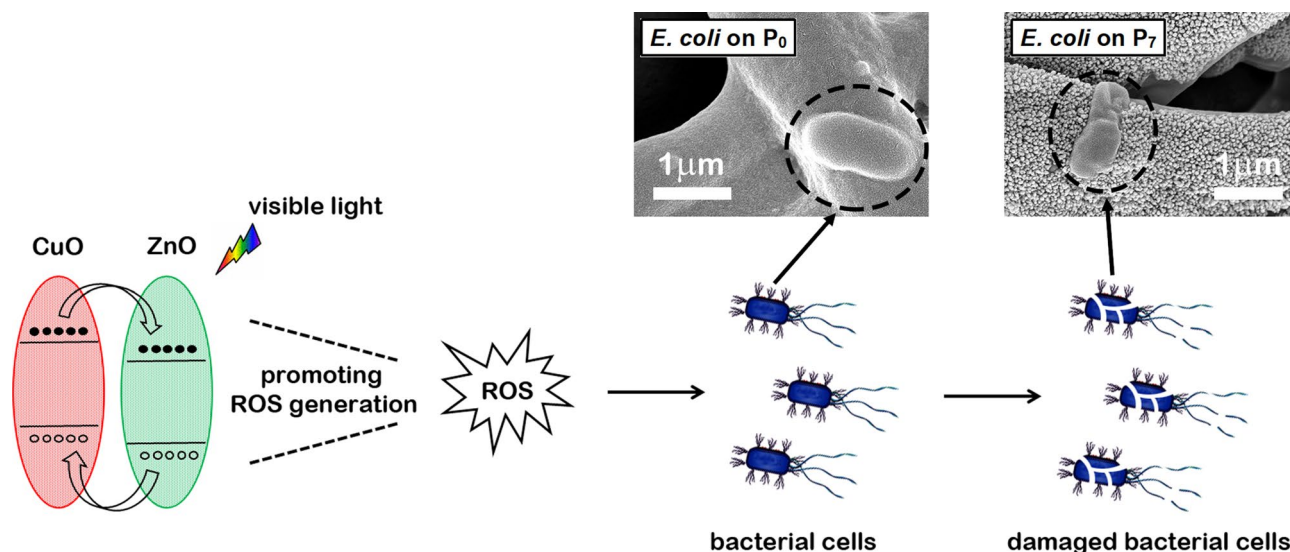 E. coli on P0
E. coli on P7
1μm
1μm
visible light
CuO
ZnO
promoting
ROS generation
ROS
bacterial cells
damaged bacterial cells